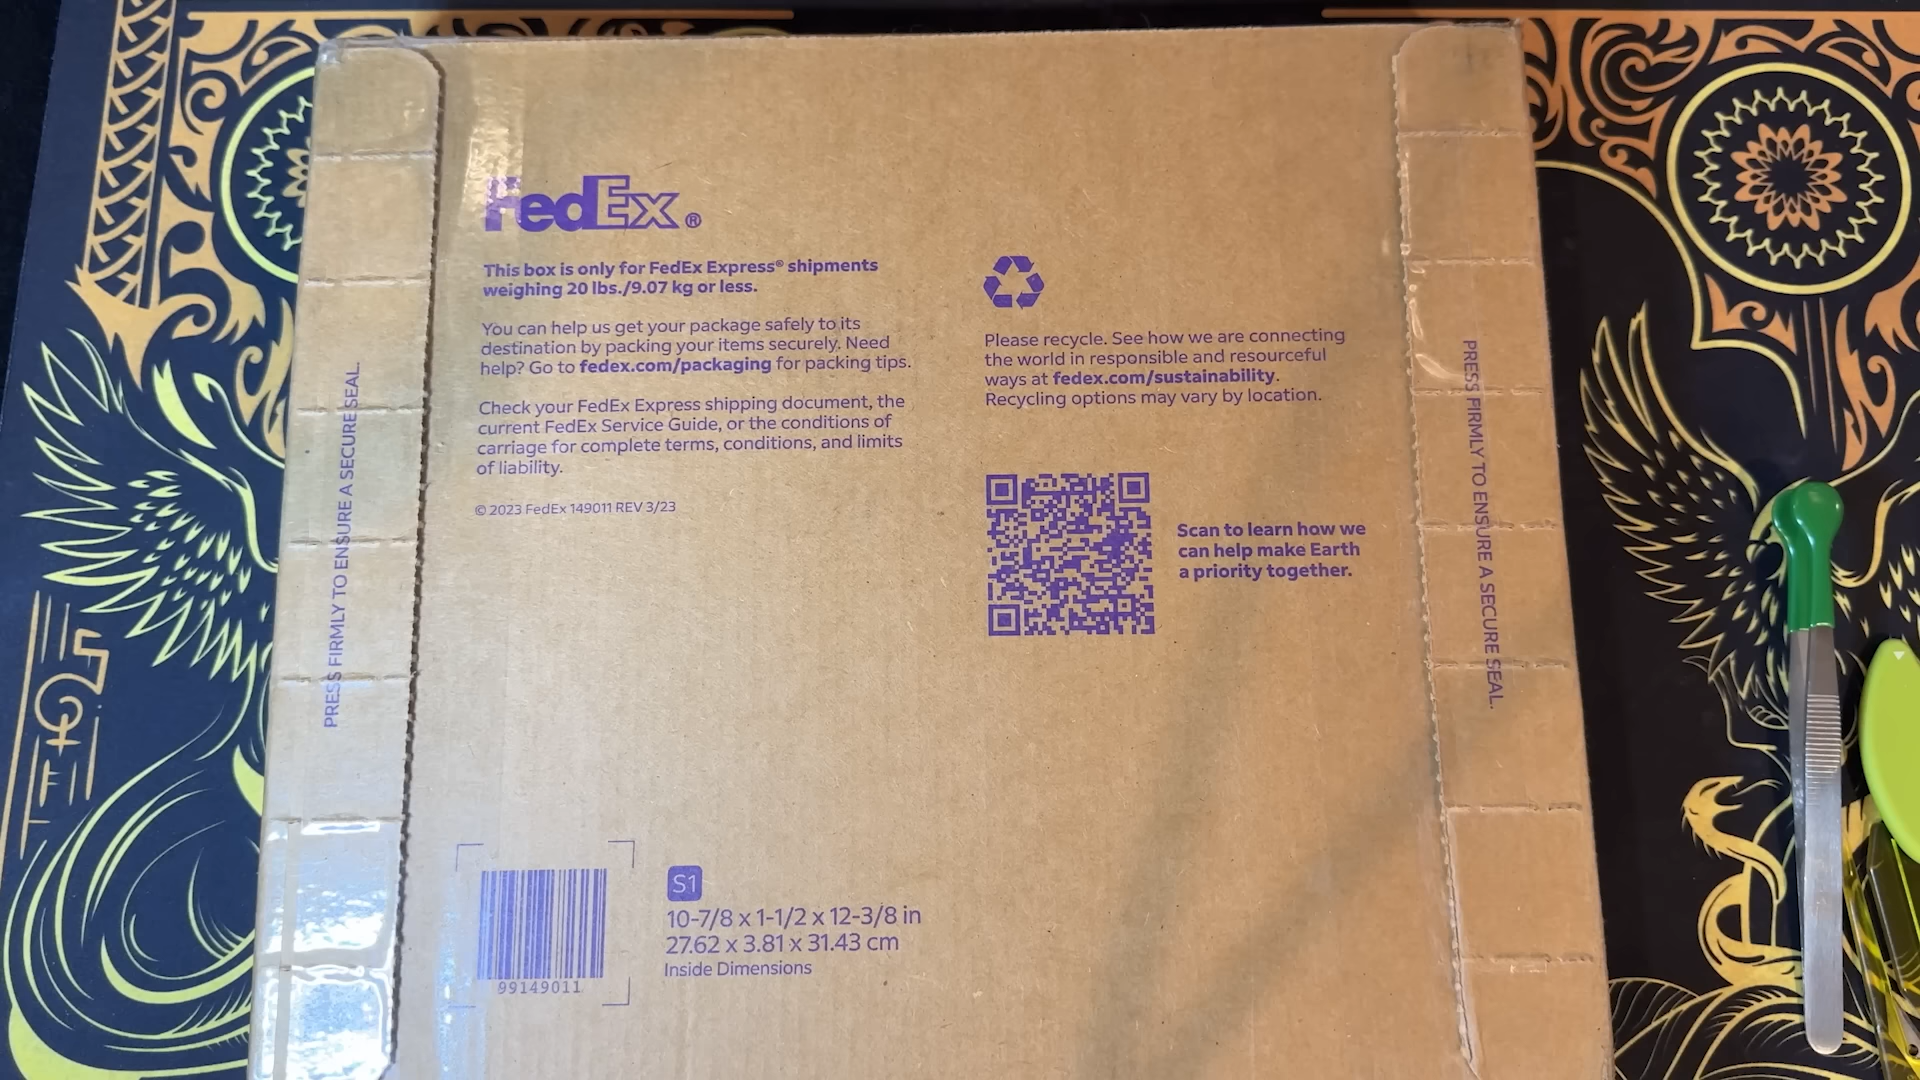 FedEx®
This box is only for FedEx Express® shipments
weighing 20 lbs./9.07 kg or less.
You can help us get your package safely to its
destination by packing your items securely. Need
help? Go to fedex.com/packaging for packing tips.
Check your FedEx Express shipping document, the
current FedEx Service Guide, or the conditions of
carriage for complete terms, conditions, and limits
of liability.
© 2023 FedEx 149011 REV 3/23
Please recycle. See how we are connecting
the world in responsible and resourceful
ways at fedex.com/sustainability.
Recycling options may vary by location.
Scan to learn how we
can help make Earth
a priority together.
PRESS FIRMLY TO ENSURE A SECURE SEAL.
PRESS FIRMLY TO ENSURE A SECURE SEAL.
99149011
S1
10-7/8 x 1-1/2 x 12-3/8 in
27.62 x 3.81 x 31.43 cm
Inside Dimensions